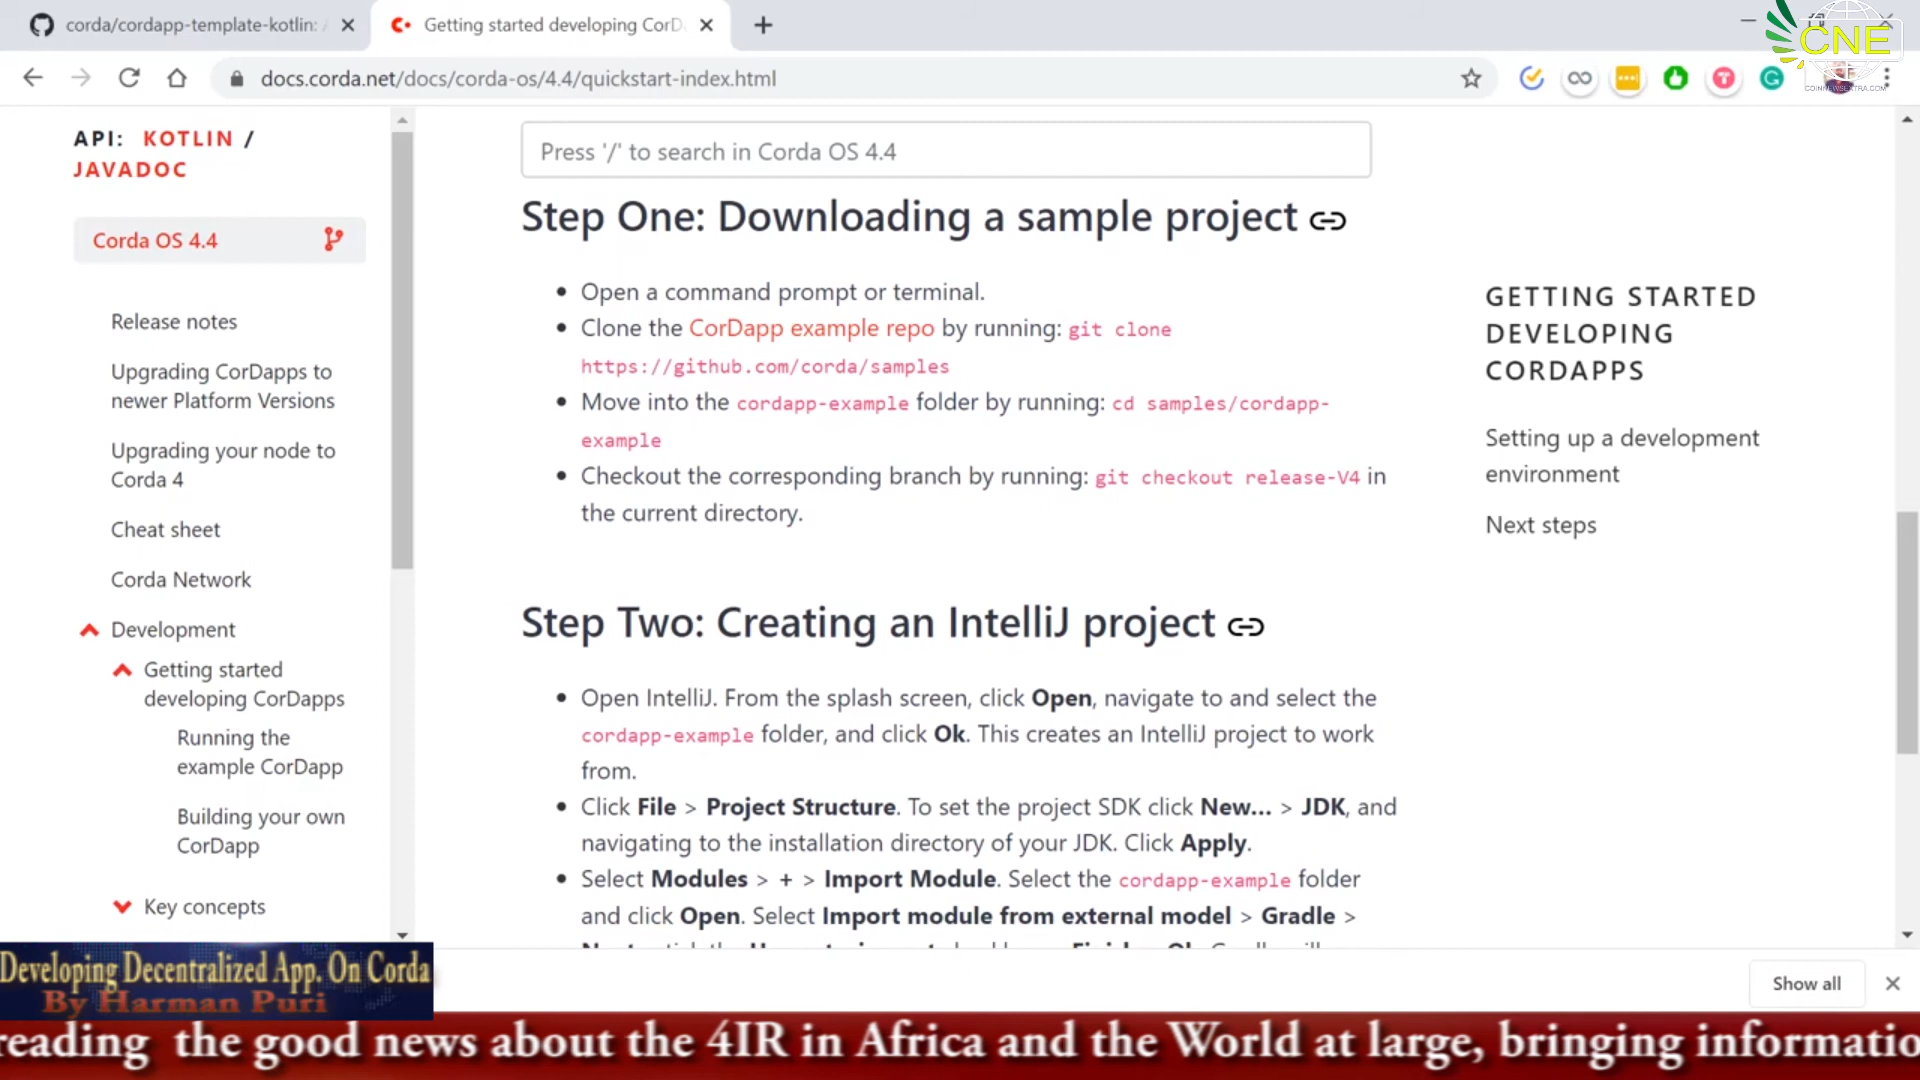 corda/cordapp-template-kotlin:
Getting started developing CorD
CNE
COINNEWSEXTRA.COM
docs.corda.net/docs/corda-os/4.4/quickstart-index.html
API: KOTLIN /
JAVADOC
Corda OS 4.4
Release notes
Upgrading CorDapps to
newer Platform Versions
Upgrading your node to
Corda 4
Cheat sheet
Corda Network
Development
Getting started
developing CorDapps
Running the
example CorDapp
Building your own
CorDapp
Key concepts
Press '/' to search in Corda OS 4.4
Step One: Downloading a sample project
• Open a command prompt or terminal.
• Clone the CorDapp example repo by running: git clone
https://github.com/corda/samples
• Move into the cordapp-example folder by running: cd samples/cordapp-
example
• Checkout the corresponding branch by running: git checkout release-V4 in
the current directory.
Step Two: Creating an IntelliJ project
• Open IntelliJ. From the splash screen, click Open, navigate to and select the
cordapp-example folder, and click Ok. This creates an IntelliJ project to work
from.
• Click File > Project Structure. To set the project SDK click New... > JDK, and
navigating to the installation directory of your JDK. Click Apply.
• Select Modules > + > Import Module. Select the cordapp-example folder
and click Open. Select Import module from external model > Gradle >
GETTING STARTED
DEVELOPING
CORDAPPS
Setting up a development
environment
Next steps
Show all
Developing Decentralized App. On Corda
By Harman Puri
reading the good news about the 4IR in Africa and the World at large, bringing informatio